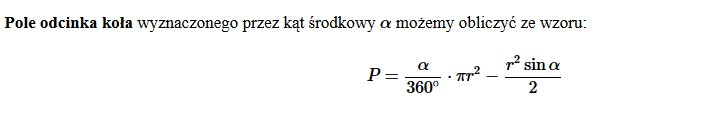 Pole odcinka koła wyznaczonego przez kąt środkowy α możemy obliczyć ze wzoru:
P = α/360° · πr² − r² sin α/2